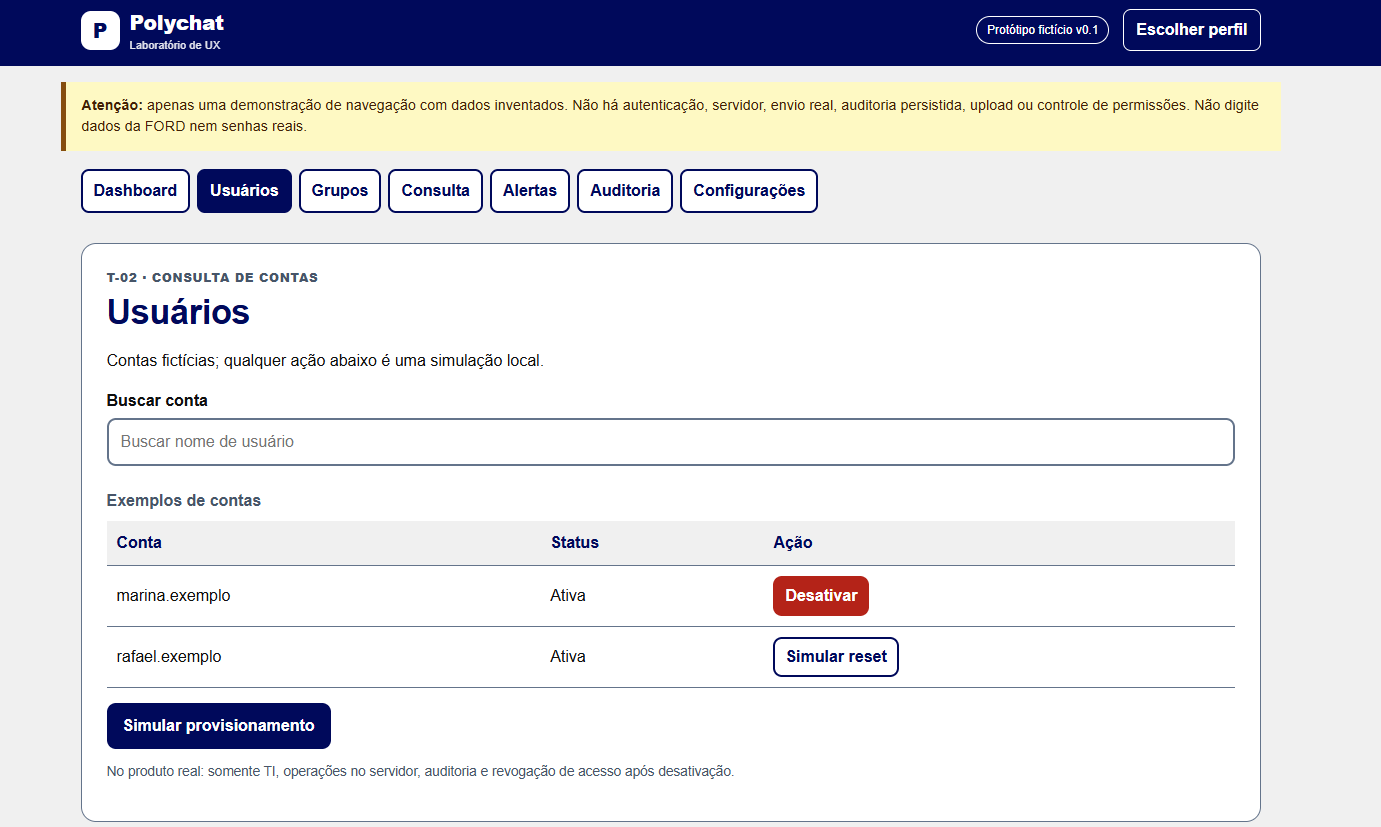 P
Polychat
Laboratório de UX
Protótipo fictício v0.1
Escolher perfil
Atenção: apenas uma demonstração de navegação com dados inventados. Não há autenticação, servidor, envio real, auditoria persistida, upload ou controle de permissões. Não digite
dados da FORD nem senhas reais.
Dashboard
Usuários
Grupos
Consulta
Alertas
Auditoria
Configurações
T-02 · CONSULTA DE CONTAS
Usuários
Contas fictícias; qualquer ação abaixo é uma simulação local.
Buscar conta
Buscar nome de usuário
Exemplos de contas
Conta Status Ação
marina.exemplo Ativa Desativar
rafael.exemplo Ativa Simular reset
Simular provisionamento
No produto real: somente TI, operações no servidor, auditoria e revogação de acesso após desativação.